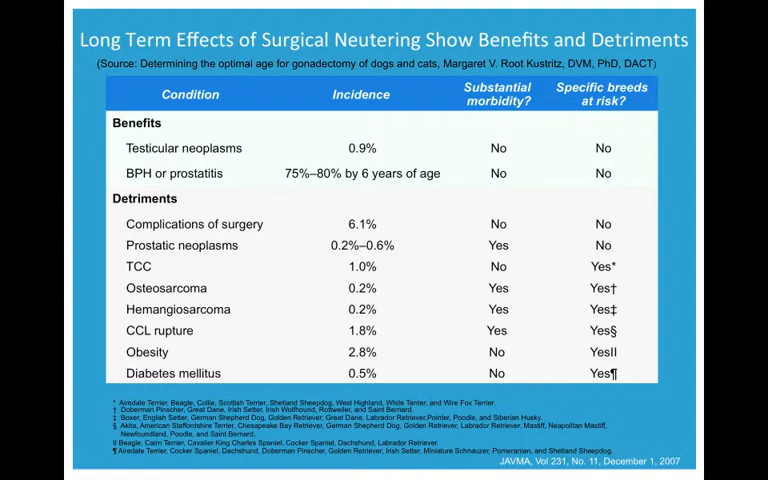 Long Term Effects of Surgical Neutering Show Benefits and Detriments
(Source: Determining the optimal age for gonadectomy of dogs and cats, Margaret V. Root Kustritz, DVM, PhD, DACT)
Condition Incidence Substantial morbidity? Specific breeds at risk?
Benefits
Testicular neoplasms 0.9% No No
BPH or prostatitis 75%–80% by 6 years of age No No
Detriments
Complications of surgery 6.1% No No
Prostatic neoplasms 0.2%–0.6% Yes No
TCC 1.0% No Yes*
Osteosarcoma 0.2% Yes Yes†
Hemangiosarcoma 0.2% Yes Yes‡
CCL rupture 1.8% Yes Yes§
Obesity 2.8% No YesII
Diabetes mellitus 0.5% No Yes¶
* Airedale Terrier, Beagle, Collie, Scottish Terrier, Shetland Sheepdog, West Highland, White Terrier, and Wire Fox Terrier.
† Doberman Pinscher, Great Dane, Irish Setter, Irish Wolfhound, Rottweiler, and Saint Bernard.
‡ Boxer, English Setter, German Shepherd Dog, Golden Retriever, Great Dane, Labrador Retriever,Pointer, Poodle, and Siberian Husky.
§ Akita, American Staffordshire Terrier, Chesapeake Bay Retriever, German Shepherd Dog, Golden Retriever, Labrador Retriever, Mastiff, Neapolitan Mastiff,
Newfoundland, Poodle, and Saint Bernard.
II Beagle, Cairn Terrier, Cavalier King Charles Spaniel, Cocker Spaniel, Dachshund, Labrador Retriever.
¶ Airedale Terrier, Cocker Spaniel, Dachshund, Doberman Pinscher, Golden Retriever, Irish Setter, Miniature Schnauzer, Pomeranian, and Shetland Sheepdog.
JAVMA, Vol 231, No. 11, December 1, 2007